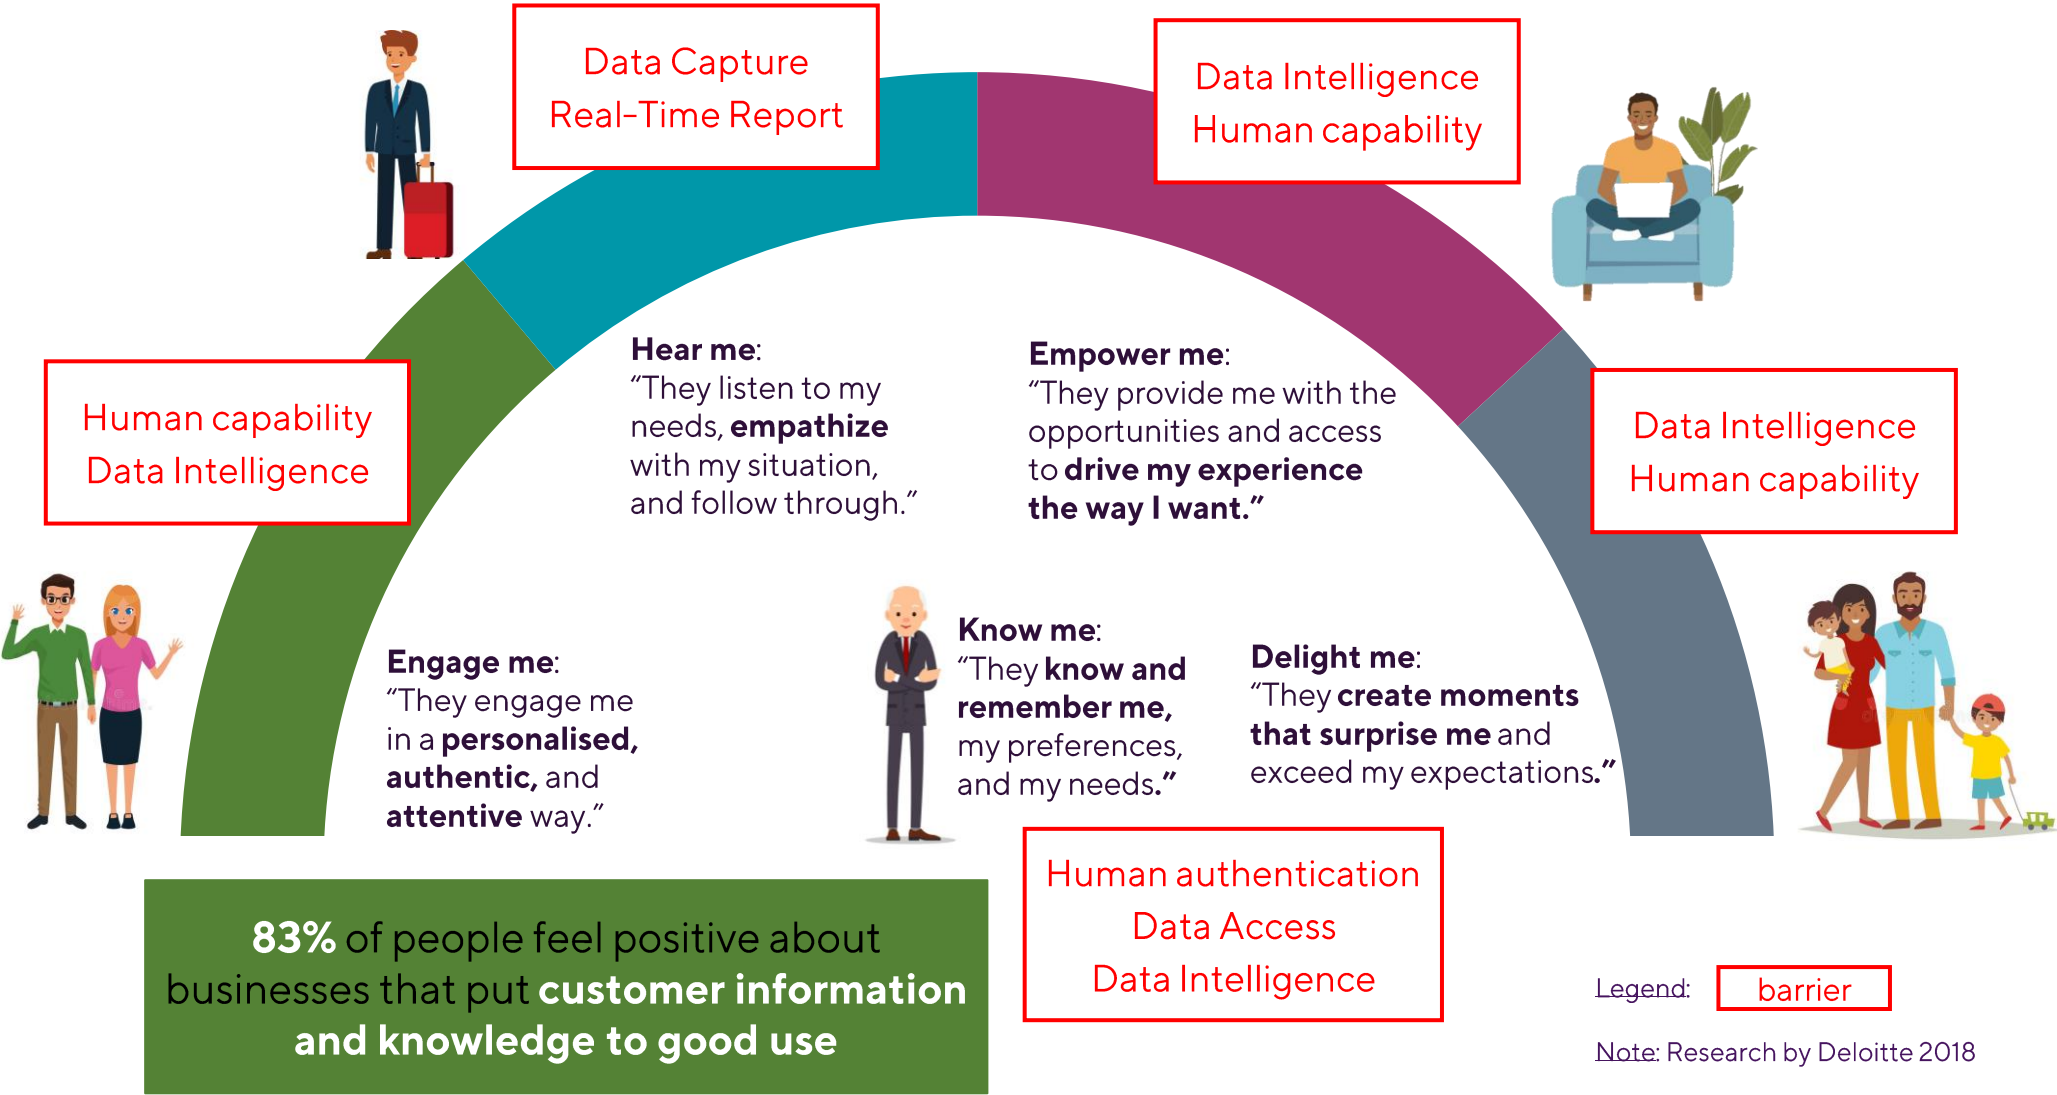 Data Capture
Real-Time Report
Data Intelligence
Human capability
Human capability
Data Intelligence
Hear me:
“They listen to my
needs, empathize
with my situation,
and follow through.”
Empower me:
“They provide me with the
opportunities and access
to drive my experience
the way I want.”
Data Intelligence
Human capability
Engage me:
“They engage me
in a personalised,
authentic, and
attentive way.”
Know me:
“They know and
remember me,
my preferences,
and my needs.”
Delight me:
“They create moments
that surprise me and
exceed my expectations.”
Human authentication
Data Access
Data Intelligence
83% of people feel positive about
businesses that put customer information
and knowledge to good use
Legend: barrier
Note: Research by Deloitte 2018